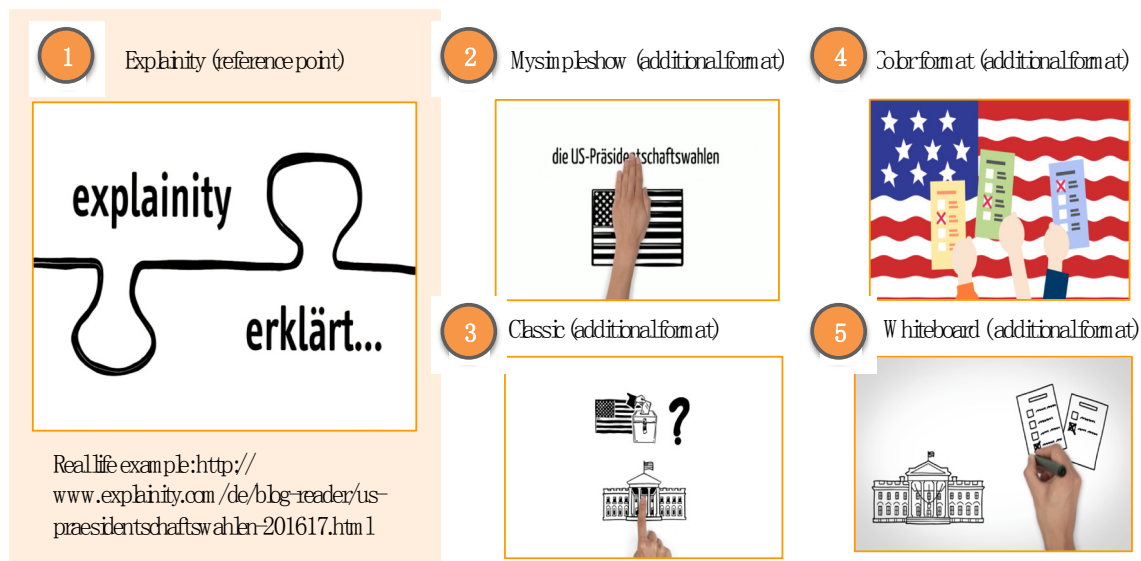 1
Explainity (reference point)
explainity
erklärt...
Real life example: http://
www.explainity.com/de/blog-reader/us-
praesidentschaftswahlen-201617.html
2
Mysimpleshow (additional format)
die US-Präsidentschaftswahlen
3
Classic (additional format)
?
4
Color format (additional format)
5
Whiteboard (additional format)